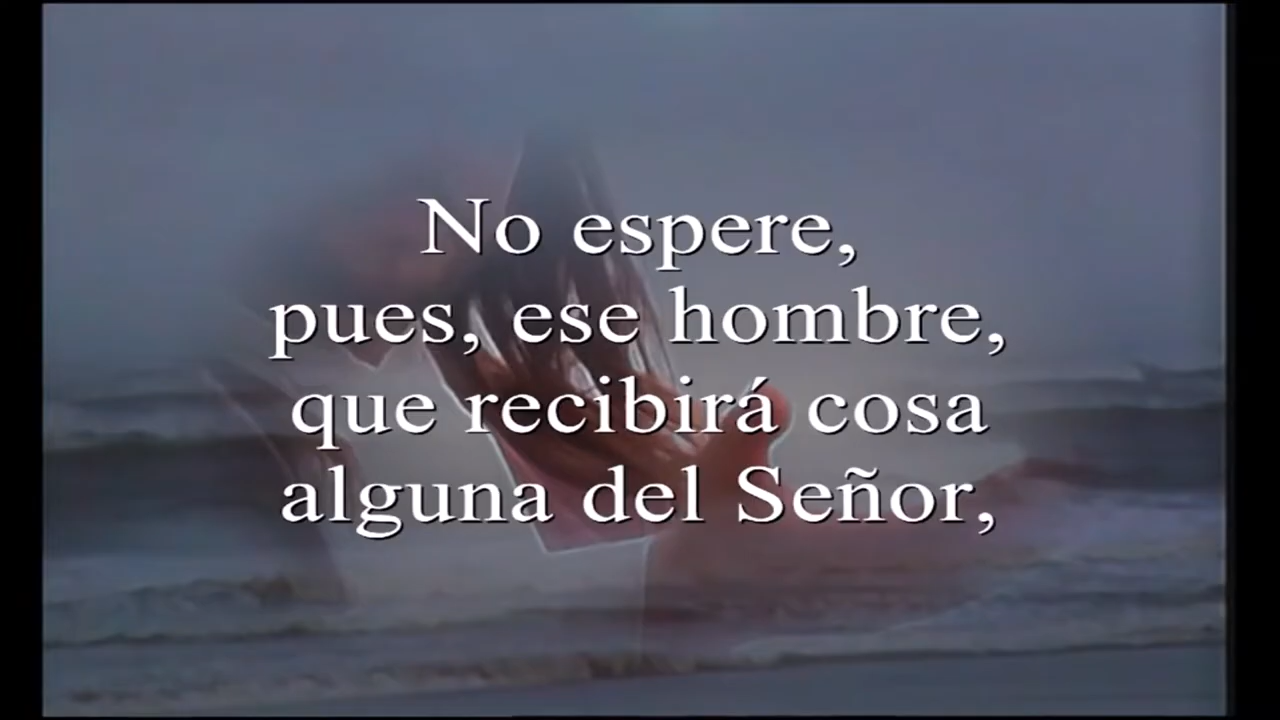 No espere,
pues, ese hombre,
que recibirá cosa
alguna del Señor,